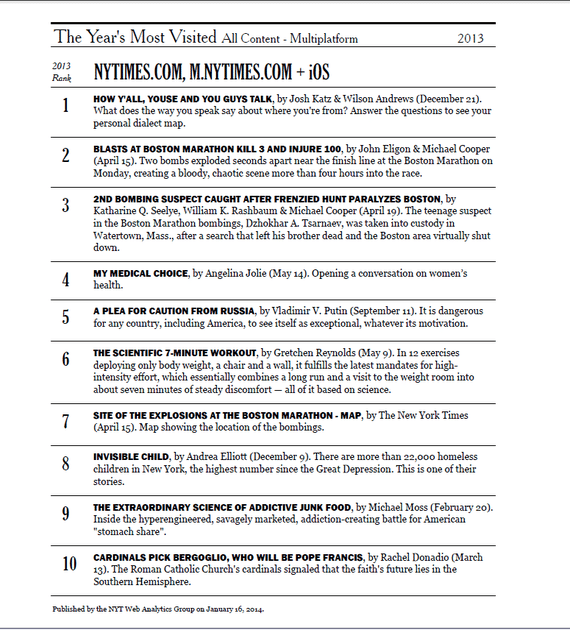 The Year's Most Visited All Content - Multiplatform 2013
2013
Rank
NYTIMES.COM, M.NYTIMES.COM + iOS
1
HOW Y'ALL, YOUSE AND YOU GUYS TALK, by Josh Katz & Wilson Andrews (December 21).
What does the way you speak say about where you're from? Answer the questions to see your
personal dialect map.
2
BLASTS AT BOSTON MARATHON KILL 3 AND INJURE 100, by John Eligon & Michael Cooper
(April 15). Two bombs exploded seconds apart near the finish line at the Boston Marathon on
Monday, creating a bloody, chaotic scene more than four hours into the race.
3
2ND BOMBING SUSPECT CAUGHT AFTER FRENZIED HUNT PARALYZES BOSTON, by
Katharine Q. Seelye, William K. Rashbaum & Michael Cooper (April 19). The teenage suspect
in the Boston Marathon bombings, Dzhokhar A. Tsarnaev, was taken into custody in
Watertown, Mass., after a search that left his brother dead and the Boston area virtually shut
down.
4
MY MEDICAL CHOICE, by Angelina Jolie (May 14). Opening a conversation on women's
health.
5
A PLEA FOR CAUTION FROM RUSSIA, by Vladimir V. Putin (September 11). It is dangerous
for any country, including America, to see itself as exceptional, whatever its motivation.
6
THE SCIENTIFIC 7-MINUTE WORKOUT, by Gretchen Reynolds (May 9). In 12 exercises
deploying only body weight, a chair and a wall, it fulfills the latest mandates for high-
intensity effort, which essentially combines a long run and a visit to the weight room into
about seven minutes of steady discomfort — all of it based on science.
7
SITE OF THE EXPLOSIONS AT THE BOSTON MARATHON - MAP, by The New York Times
(April 15). Map showing the location of the bombings.
8
INVISIBLE CHILD, by Andrea Elliott (December 9). There are more than 22,000 homeless
children in New York, the highest number since the Great Depression. This is one of their
stories.
9
THE EXTRAORDINARY SCIENCE OF ADDICTIVE JUNK FOOD, by Michael Moss (February 20).
Inside the hyperengineered, savagely marketed, addiction-creating battle for American
"stomach share".
10
CARDINALS PICK BERGOGLIO, WHO WILL BE POPE FRANCIS, by Rachel Donadio (March
13). The Roman Catholic Church's cardinals signaled that the faith's future lies in the
Southern Hemisphere.
Published by the NYT Web Analytics Group on January 16, 2014.